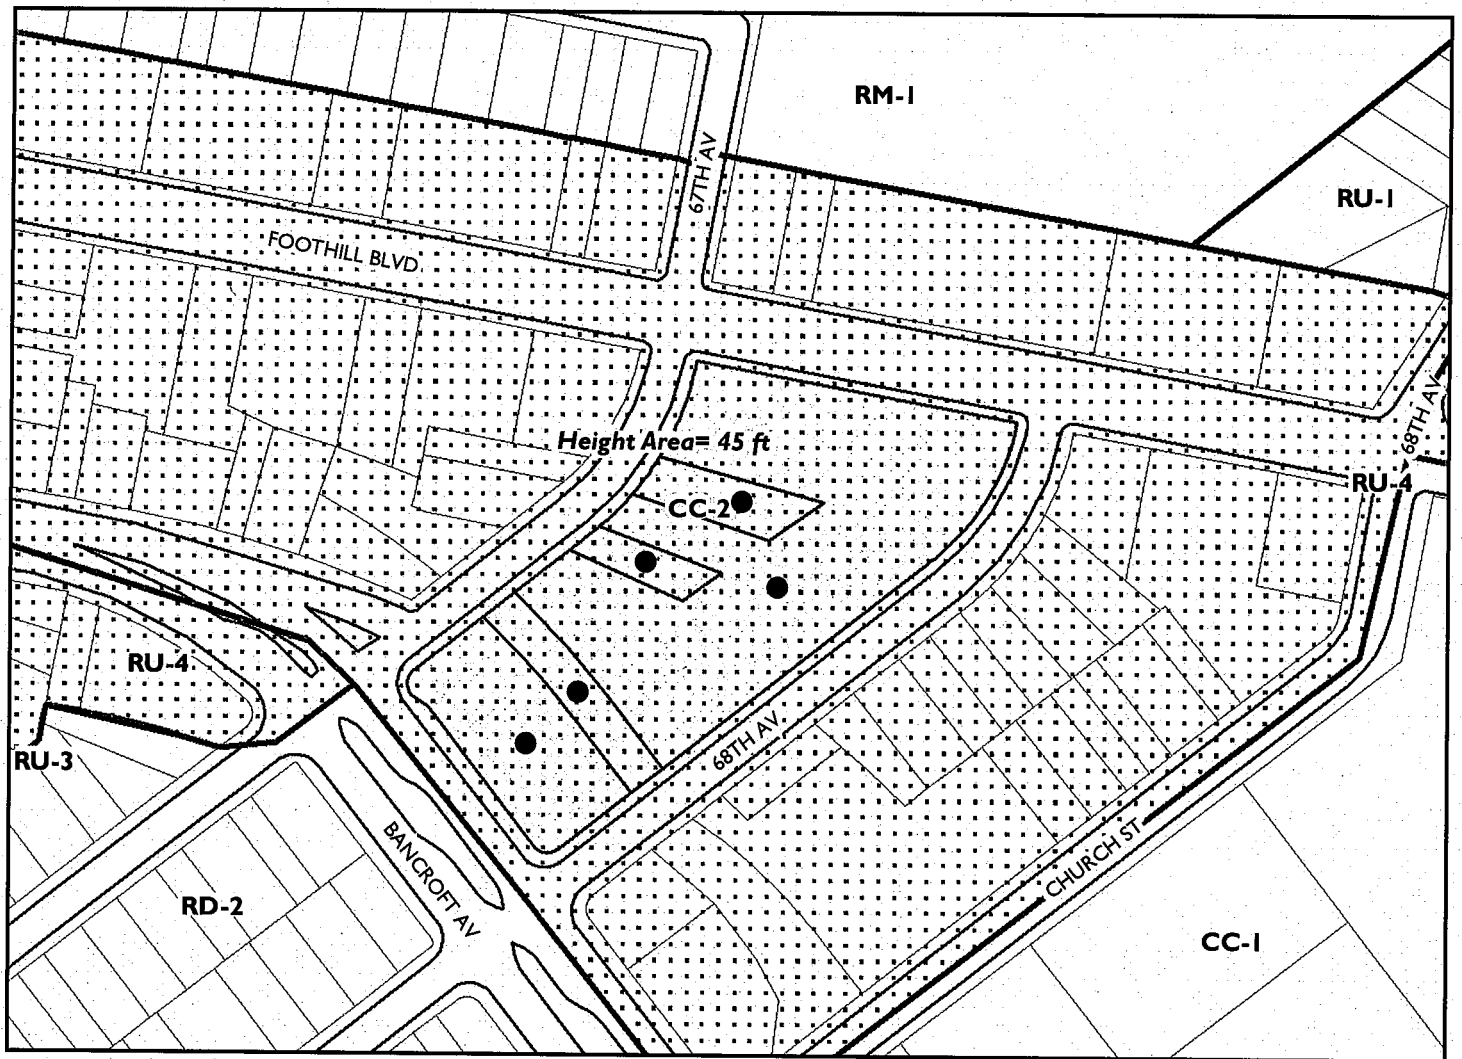 RM-1
67TH AV
RU-1
FOOTHILL BLVD
68TH AV
Height Area= 45 ft
RU-4
CC-2
RU-4
RU-3
68TH AV
BANCROFT AV
CHURCH ST
RD-2
CC-1